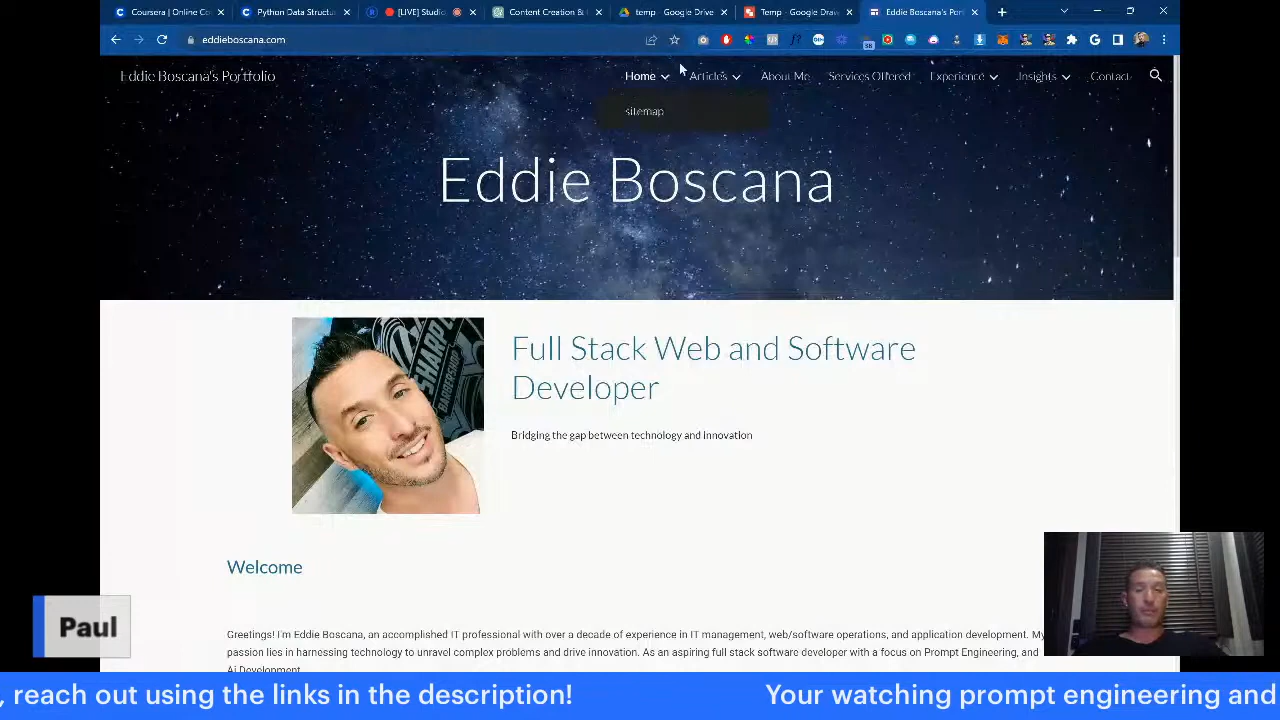 Coursera | Online Co
Python Data Structu
[LIVE] Studi
Content Creation &
temp - Google Drive
Temp - Google Draw
Eddie Boscana's Port
eddieboscana.com
Eddie Boscana's Portfolio
Home
Articles
About Me
Services Offered
Experience
Insights
Contact
sitemap
Eddie Boscana
SHARP
BARBERSHOP
Full Stack Web and Software
Developer
Bridging the gap between technology and innovation
Welcome
Greetings! I'm Eddie Boscana, an accomplished IT professional with over a decade of experience in IT management, web/software operations, and application development. My
passion lies in harnessing technology to unravel complex problems and drive innovation. As an aspiring full stack software developer with a focus on Prompt Engineering, and
Ai Development
Paul
, reach out using the links in the description!
Your watching prompt engineering and